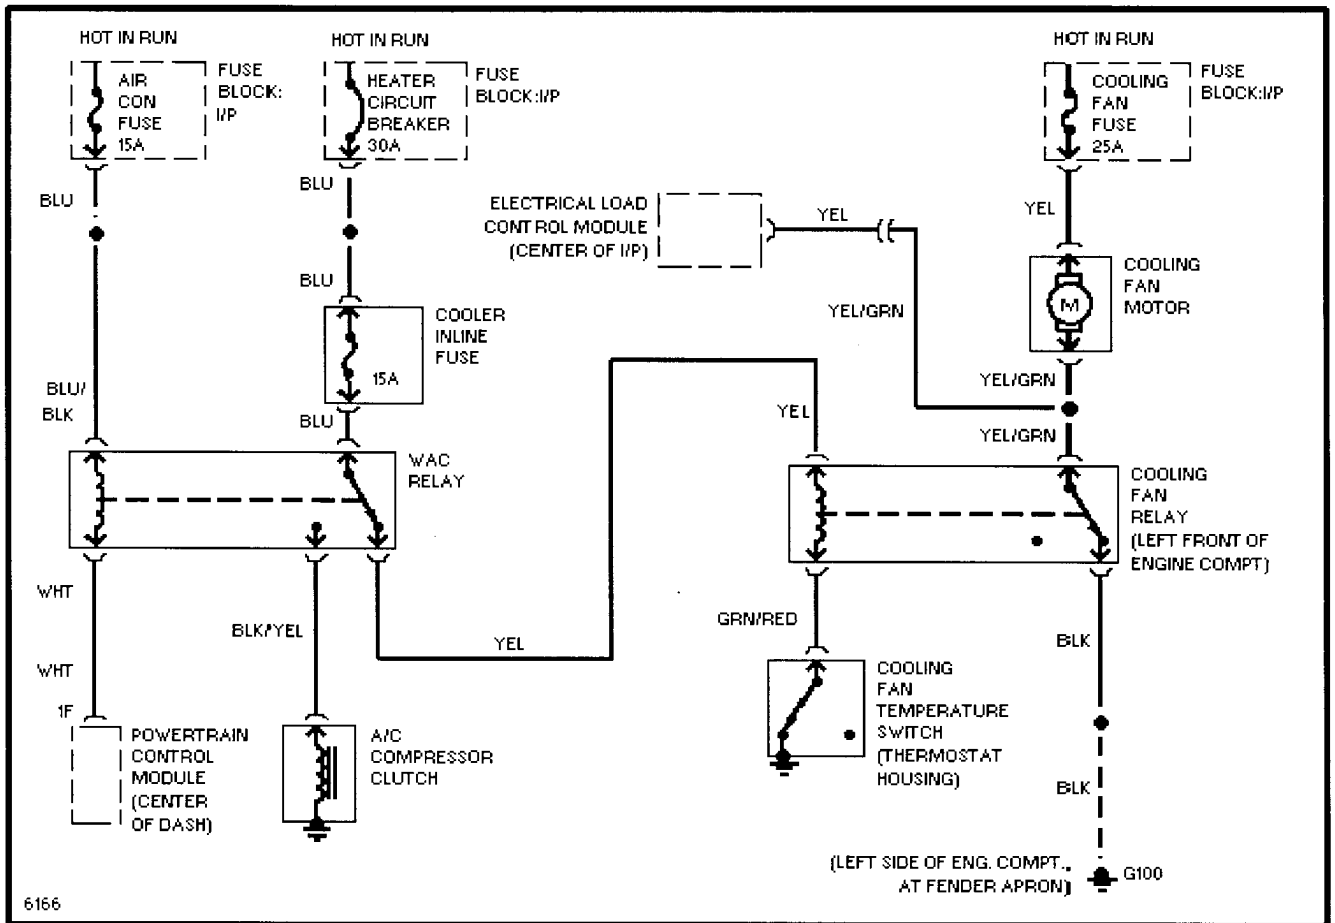 HOT IN RUN
AIR
CON
FUSE
15A
FUSE
BLOCK:
I/P
HOT IN RUN
HEATER
CIRCUIT
BREAKER
30A
FUSE
BLOCK:I/P
HOT IN RUN
COOLING
FAN
FUSE
25A
FUSE
BLOCK:I/P
BLU
BLU
ELECTRICAL LOAD
CONTROL MODULE
(CENTER OF I/P)
YEL
YEL
BLU
COOLER
INLINE
FUSE
15A
YEL/GRN
COOLING
FAN
MOTOR
M
BLU/
BLK
BLU
YEL
YEL/GRN
YEL/GRN
WAC
RELAY
COOLING
FAN
RELAY
(LEFT FRONT OF
ENGINE COMPT)
WHT
BLK/YEL
YEL
GRN/RED
BLK
WHT
1F
POWERTRAIN
CONTROL
MODULE
(CENTER
OF DASH)
A/C
COMPRESSOR
CLUTCH
COOLING
FAN
TEMPERATURE
SWITCH
(THERMOSTAT
HOUSING)
BLK
(LEFT SIDE OF ENG. COMPT.,
AT FENDER APRON)
G100
6166